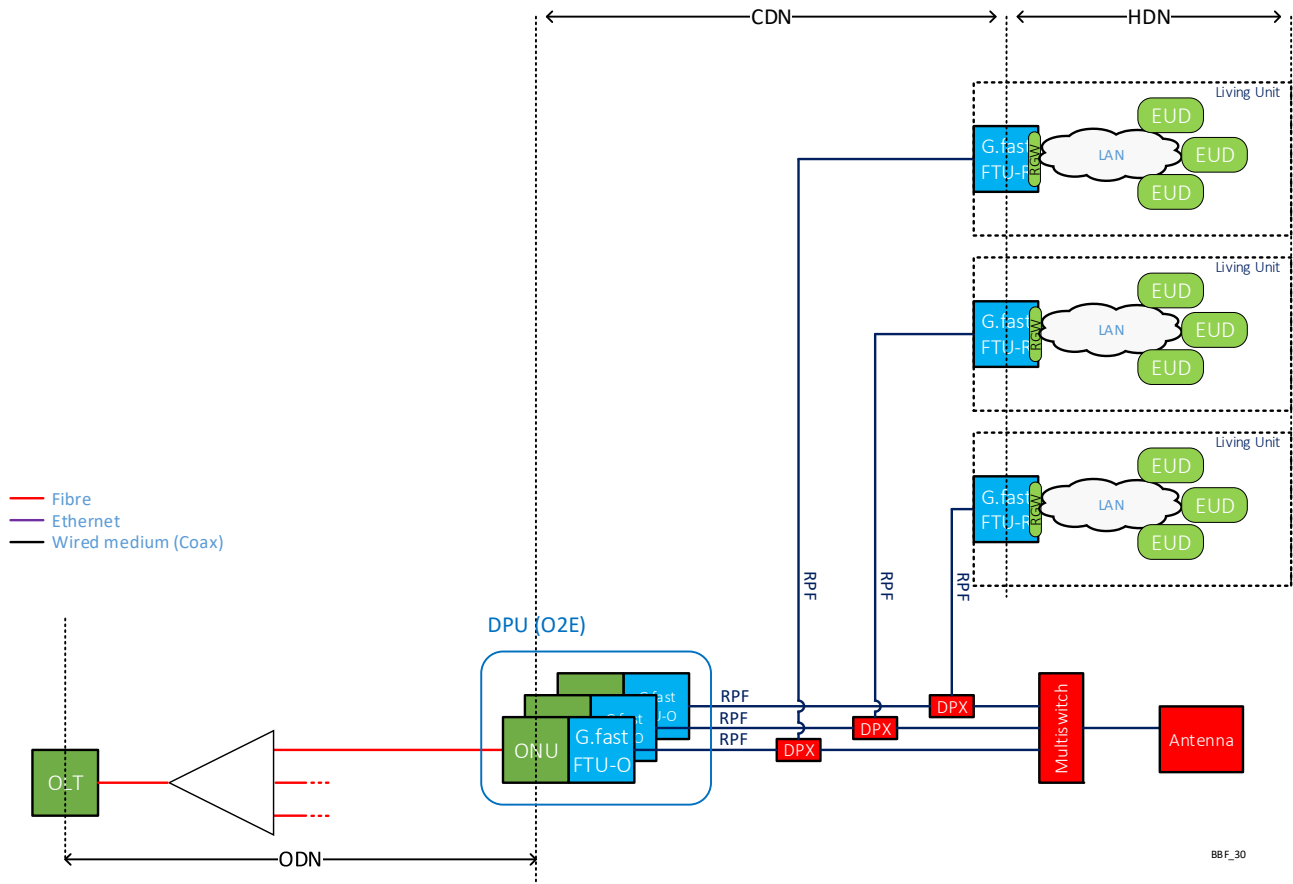 CDN
HDN
Living Unit
EUD
G.fast
FTU-R
RGW
LAN
EUD
EUD
Living Unit
EUD
G.fast
FTU-R
RGW
LAN
EUD
EUD
Living Unit
EUD
G.fast
FTU-R
RGW
LAN
EUD
EUD
Fibre
Ethernet
Wired medium (Coax)
RPF
RPF
RPF
DPU (O2E)
RPF
RPF
RPF
DPX
DPX
DPX
Multiswitch
Antenna
OLT
ONU
G.fast
FTU-O
ODN
BBF_30